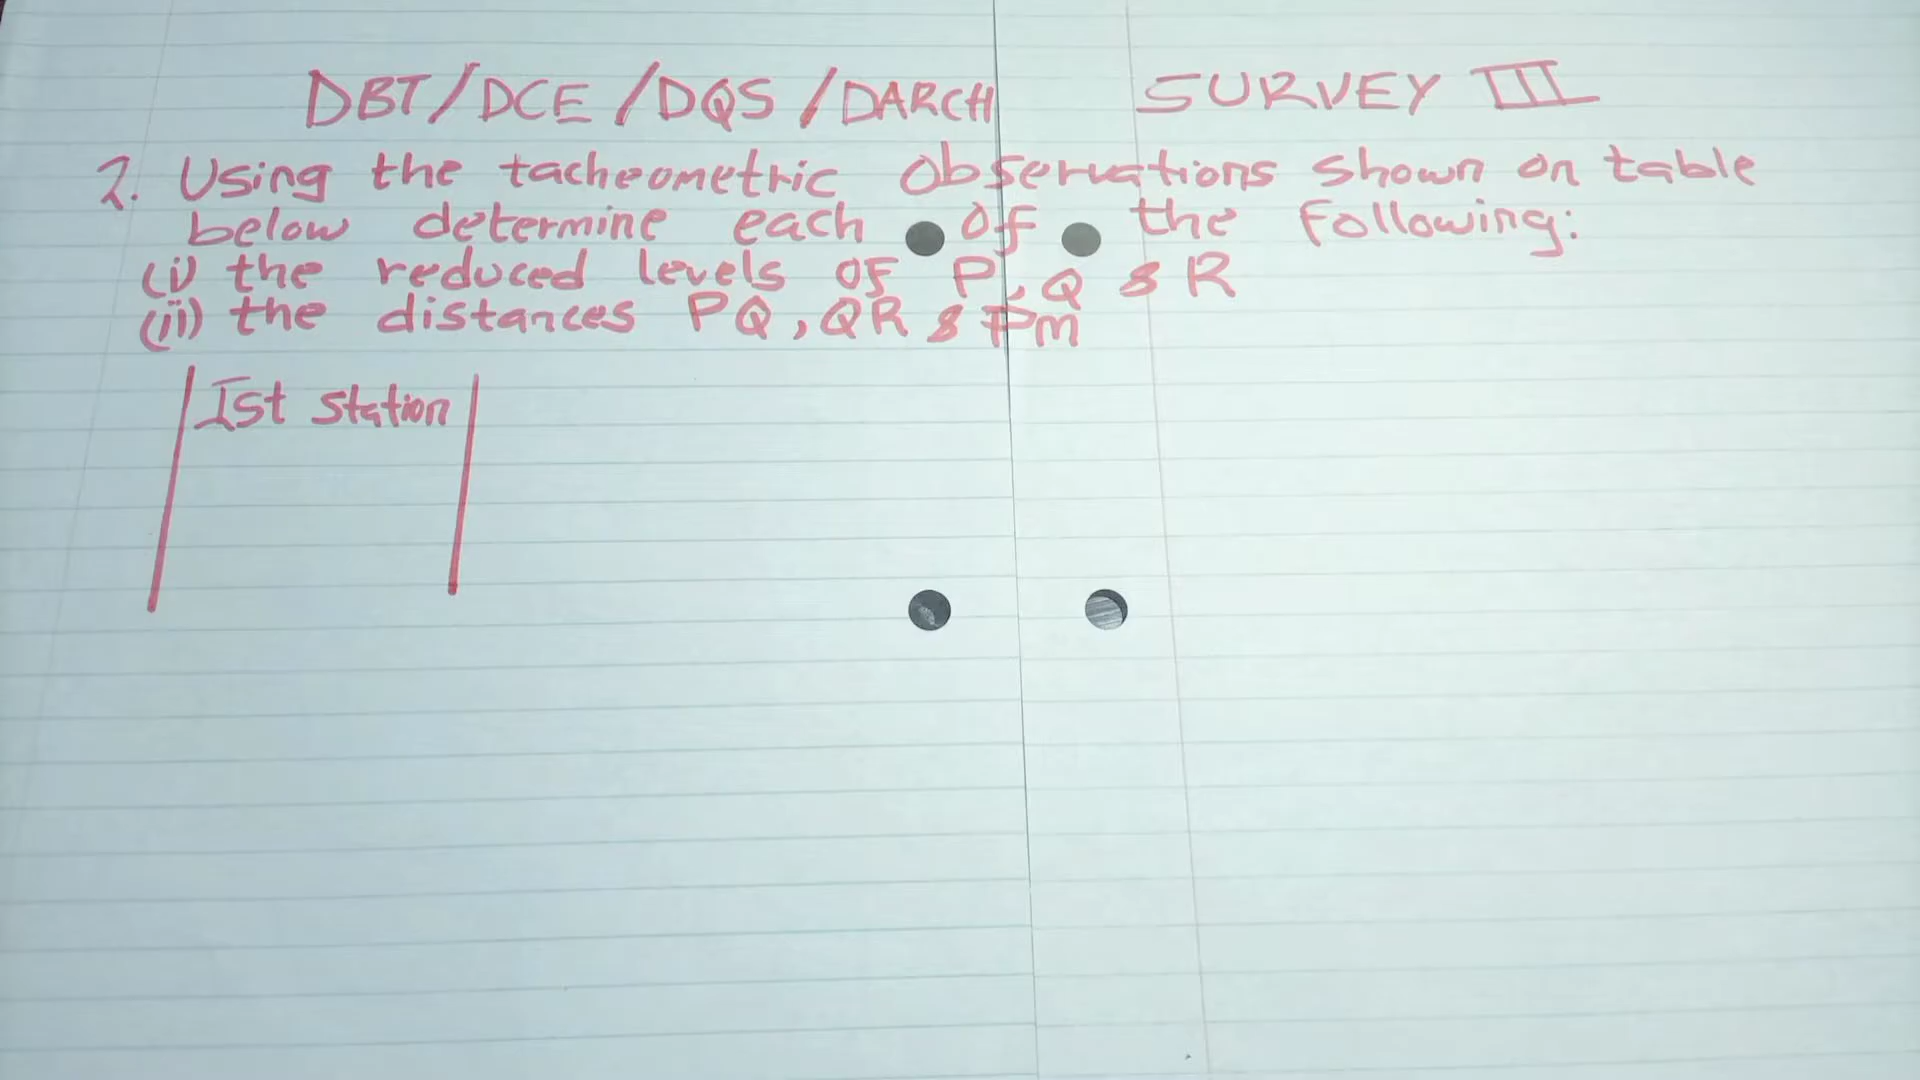 DBT/DCE/DQS/DARCH SURVEY III
2. Using the tacheometric observations shown on table
below determine each of the following:
(i) the reduced levels of P, Q & R
(ii) the distances PQ, QR & Pm
Ist station